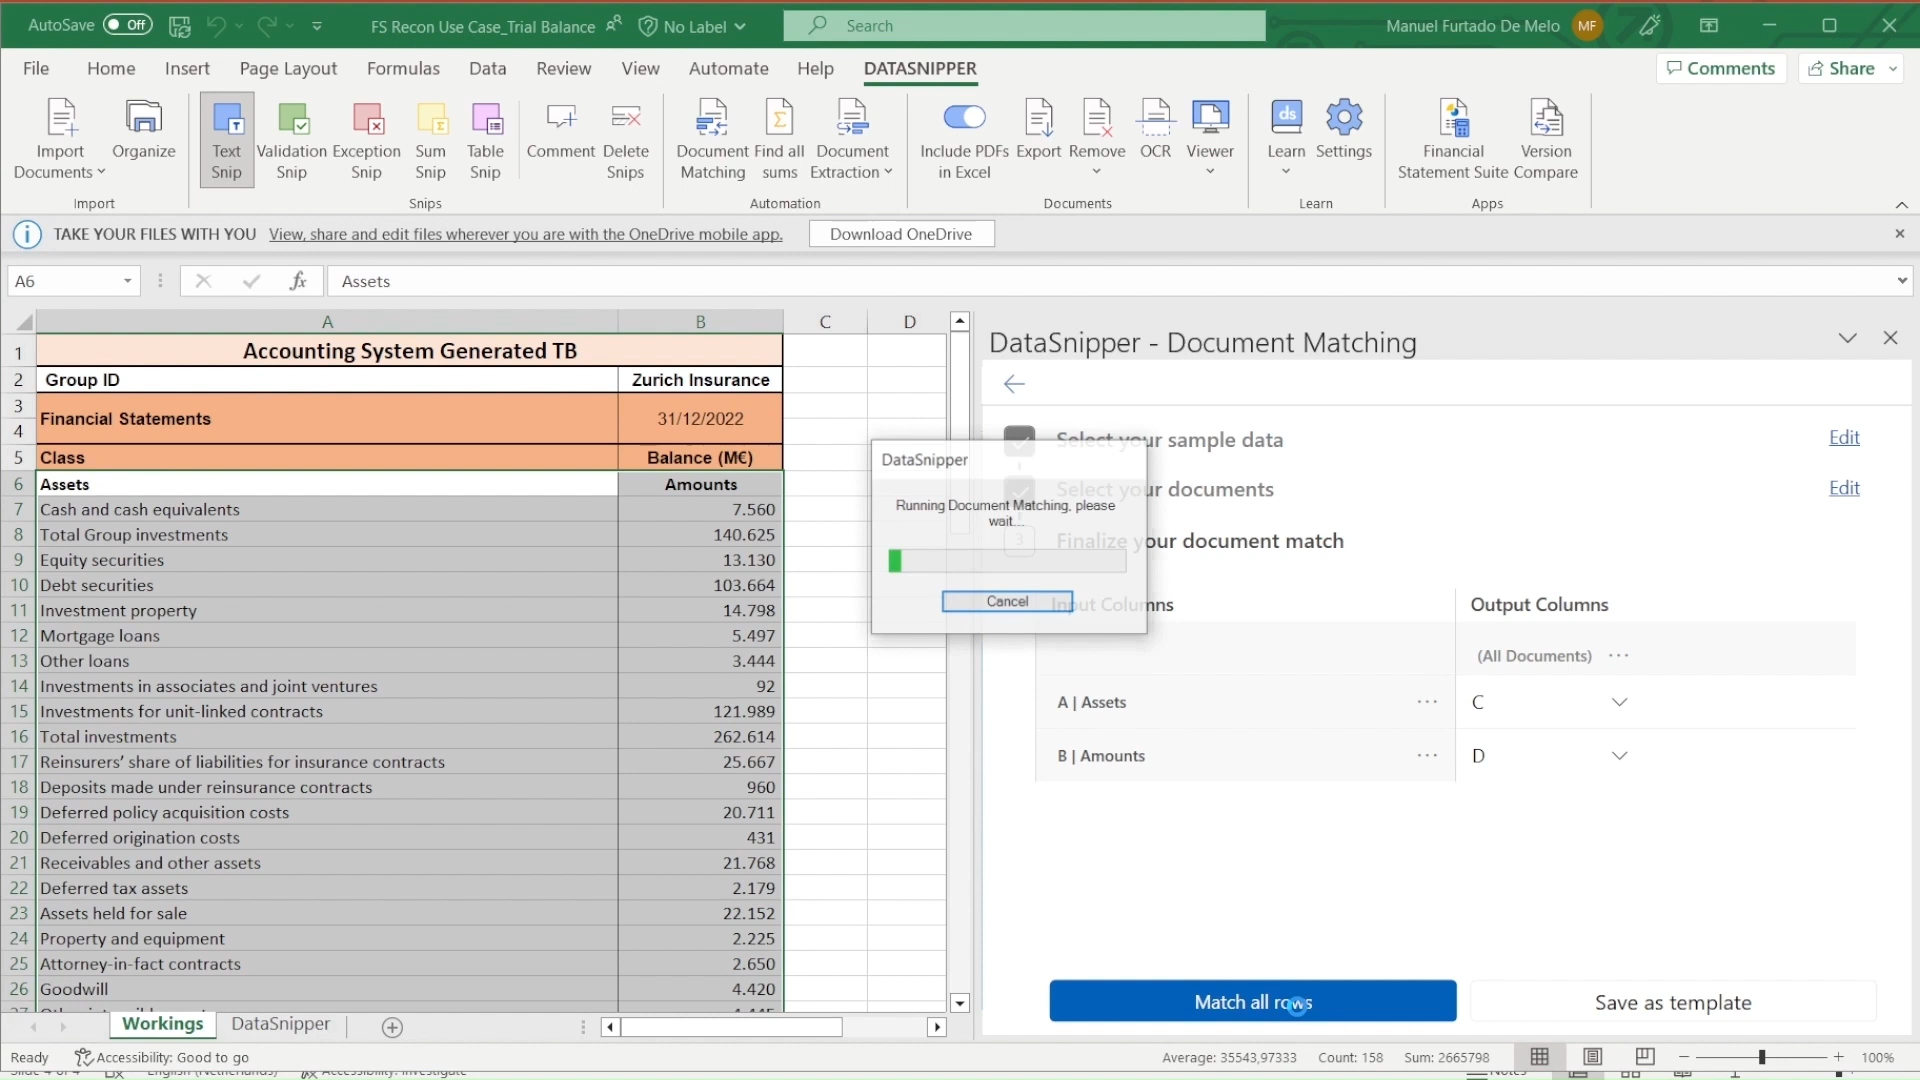 AutoSave Off FS Recon Use Case_Trial Balance No Label Search Manuel Furtado De Melo MF
File Home Insert Page Layout Formulas Data Review View Automate Help DATASNIPPER Comments Share
Import Documents
Organize
Text Snip
Validation Snip
Exception Snip
Sum Snip
Table Snip
Comment
Delete Snips
Document Matching
Find all sums
Document Extraction
Include PDFs in Excel
Export
Remove
OCR
Viewer
ds
Learn
Settings
Financial Statement Suite
Version Compare
Import Snips Automation Documents Learn Apps
TAKE YOUR FILES WITH YOU View, share and edit files wherever you are with the OneDrive mobile app. Download OneDrive
A6 fx Assets
A B C D
1 Accounting System Generated TB
2 Group ID Zurich Insurance
3
Financial Statements 31/12/2022
4
5 Class Balance (M€)
6 Assets Amounts
7 Cash and cash equivalents 7.560
8 Total Group investments 140.625
9 Equity securities 13.130
10 Debt securities 103.664
11 Investment property 14.798
12 Mortgage loans 5.497
13 Other loans 3.444
14 Investments in associates and joint ventures 92
15 Investments for unit-linked contracts 121.989
16 Total investments 262.614
17 Reinsurers’ share of liabilities for insurance contracts 25.667
18 Deposits made under reinsurance contracts 960
19 Deferred policy acquisition costs 20.711
20 Deferred origination costs 431
21 Receivables and other assets 21.768
22 Deferred tax assets 2.179
23 Assets held for sale 22.152
24 Property and equipment 2.225
25 Attorney-in-fact contracts 2.650
26 Goodwill 4.420
DataSnipper - Document Matching
Select your sample data Edit
Select your documents Edit
3 Finalize your document match
DataSnipper
Running Document Matching, please
wait...
Cancel
Input Columns Output Columns
(All Documents) ...
A | Assets ... C
B | Amounts ... D
Match all rows Save as template
Workings DataSnipper
Ready Accessibility: Good to go Average: 35543,97333 Count: 158 Sum: 2665798 100%